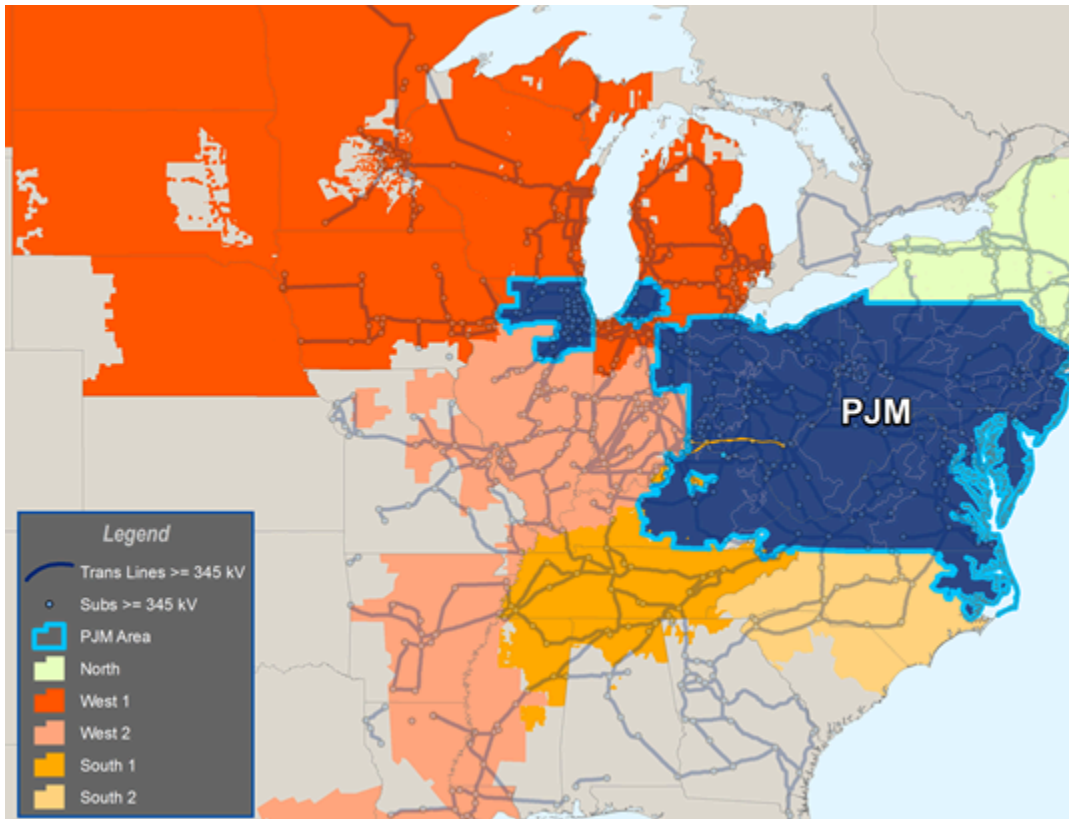 PJM
Legend
Trans Lines >= 345 kV
Subs >= 345 kV
PJM Area
North
West 1
West 2
South 1
South 2